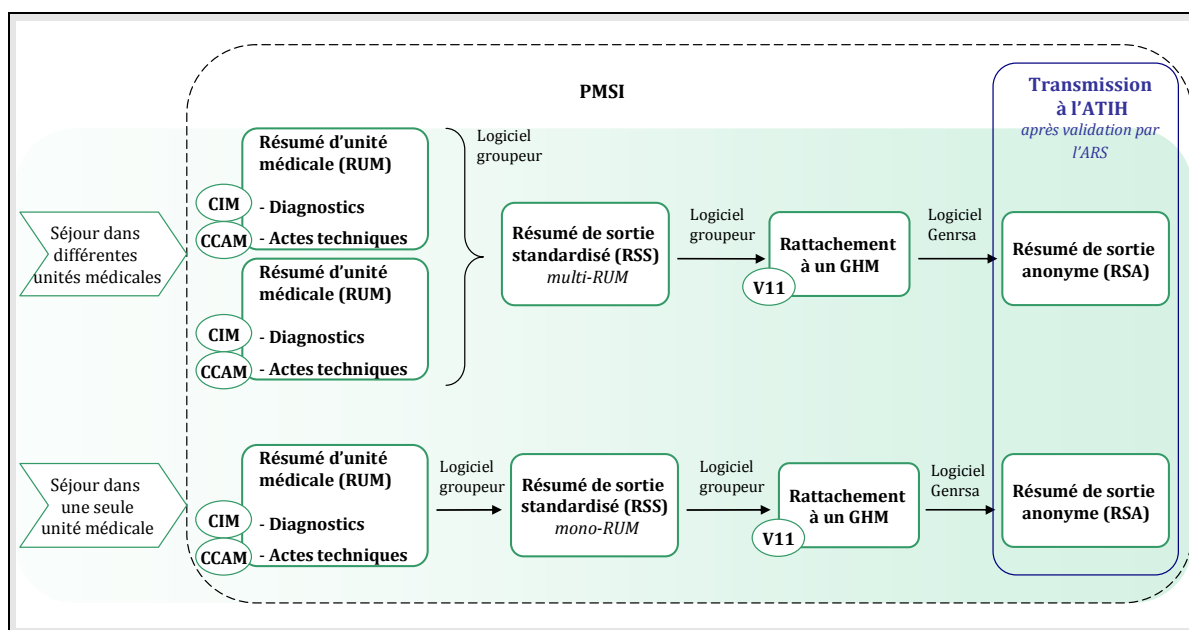 PMSI
Transmission
à l'ATIH
après validation par
l'ARS
Séjour dans
différentes
unités médicales
Résumé d'unité
médicale (RUM)
CIM
- Diagnostics
CCAM
- Actes techniques
Résumé d'unité
médicale (RUM)
CIM
- Diagnostics
CCAM
- Actes techniques
Logiciel
groupeur
Résumé de sortie
standardisé (RSS)
multi-RUM
Logiciel
groupeur
Rattachement
à un GHM
V11
Logiciel
Genrsa
Résumé de sortie
anonyme (RSA)
Séjour dans
une seule
unité médicale
Résumé d'unité
médicale (RUM)
CIM
- Diagnostics
CCAM
- Actes techniques
Logiciel
groupeur
Résumé de sortie
standardisé (RSS)
mono-RUM
Logiciel
groupeur
Rattachement
à un GHM
V11
Logiciel
Genrsa
Résumé de sortie
anonyme (RSA)